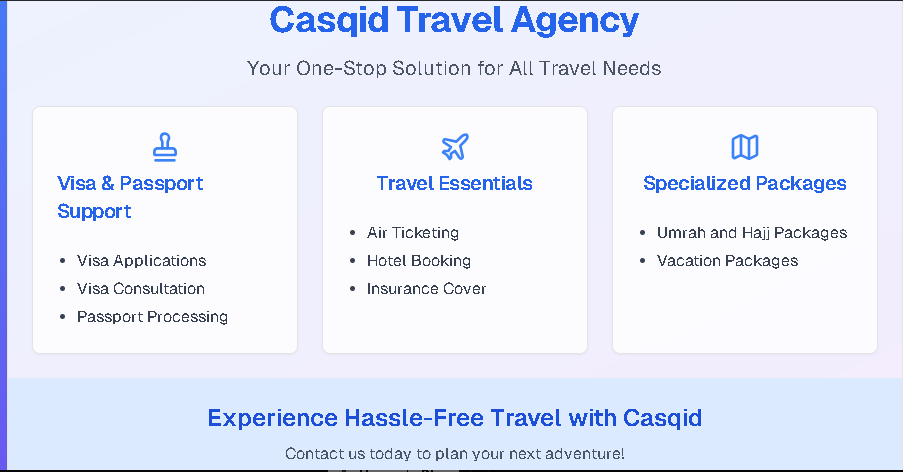 Casqid Travel Agency
Your One-Stop Solution for All Travel Needs
Visa & Passport
Support
• Visa Applications
• Visa Consultation
• Passport Processing
Travel Essentials
• Air Ticketing
• Hotel Booking
• Insurance Cover
Specialized Packages
• Umrah and Hajj Packages
• Vacation Packages
Experience Hassle-Free Travel with Casqid
Contact us today to plan your next adventure!